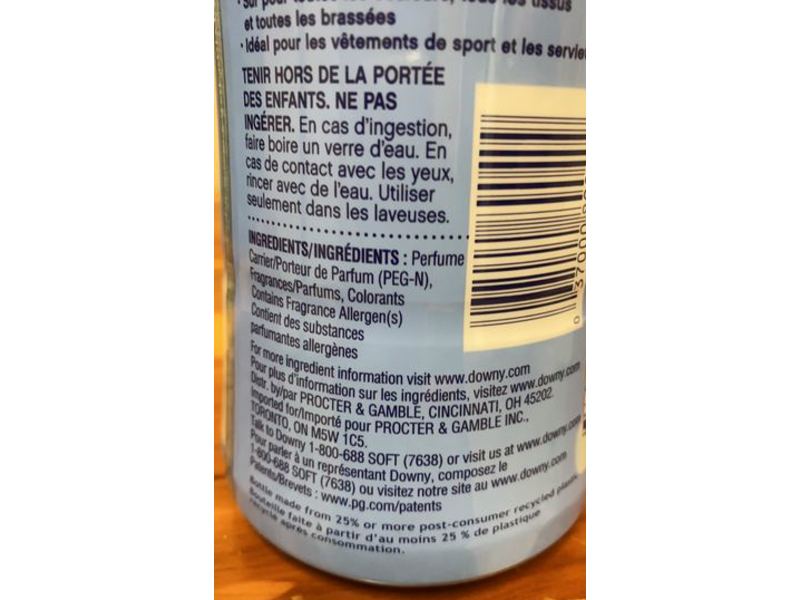 et toutes les brassées
• Idéal pour les vêtements de sport et les
TENIR HORS DE LA PORTÉE
DES ENFANTS. NE PAS
INGÉRER. En cas d'ingestion,
faire boire un verre d'eau. En
cas de contact avec les yeux,
rincer avec de l'eau. Utiliser
seulement dans les laveuses.
INGREDIENTS/INGRÉDIENTS : Perfume
Carrier/Porteur de Parfum (PEG-N),
Fragrances/Parfums, Colorants
Contains Fragrance Allergen(s)
Contient des substances
parfumantes allergènes
For more ingredient information visit www.downy.com
Pour plus d'information sur les ingrédients, visitez www.downy.com
Distr. by/par PROCTER & GAMBLE, CINCINNATI, OH 45202.
Imported for/Importé pour PROCTER & GAMBLE INC.,
TORONTO, ON M5W 1C5.
Talk to Downy 1-800-688 SOFT (7638) or visit us at www.downy.com
Pour parler à un représentant Downy, composez le
1-800-688 SOFT (7638) ou visitez notre site au www.downy.com
Patents/Brevets : www.pg.com/patents
Bottle made from 25% or more post-consumer recycled plastic
Bouteille faite à partir d'au moins 25 % de plastique
recyclé après consommation.
0 37000